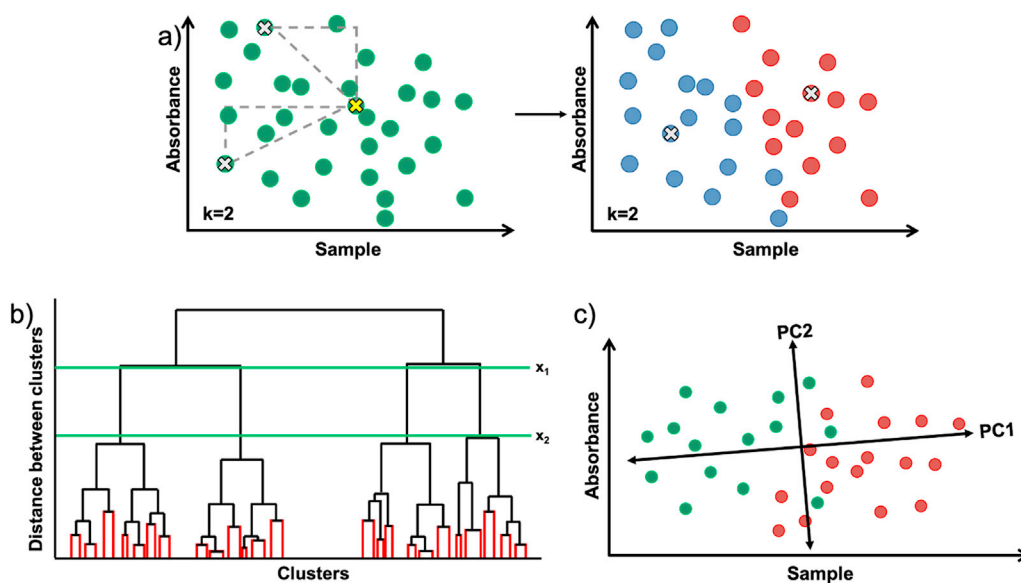 a)
Absorbance
k=2
Sample
Absorbance
k=2
Sample
b)
Distance between clusters
x1
x2
Clusters
c)
PC2
PC1
Absorbance
Sample